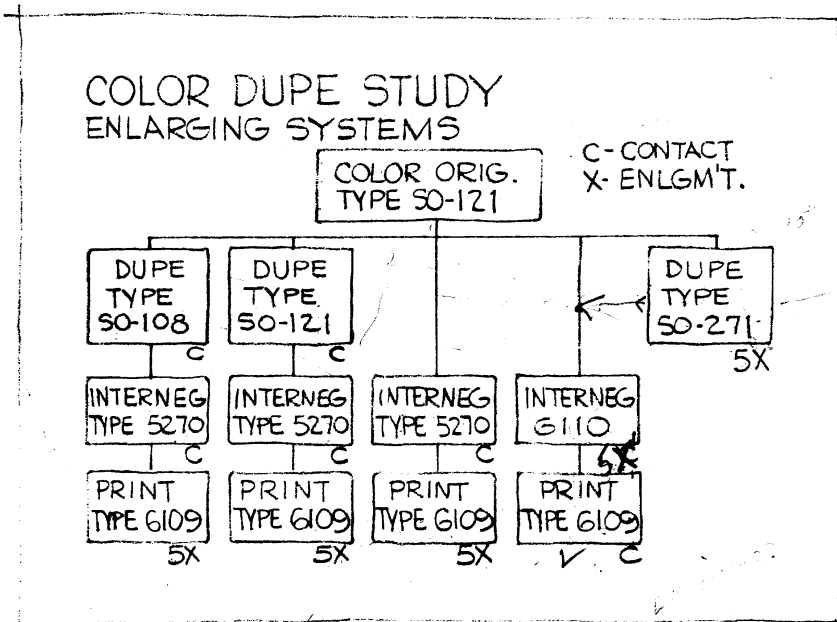 COLOR DUPE STUDY
ENLARGING SYSTEMS
C-CONTACT
X-ENLGM'T.
COLOR ORIG.
TYPE SO-121
DUPE
TYPE
SO-108
C
DUPE
TYPE
SO-121
C
DUPE
TYPE
SO-271
5X
INTERNEG
TYPE 5270
C
INTERNEG
TYPE 5270
C
INTERNEG
TYPE 5270
C
INTERNEG
6110
5X
PRINT
TYPE 6109
5X
PRINT
TYPE 6109
5X
PRINT
TYPE 6109
5X
PRINT
TYPE 6109
C